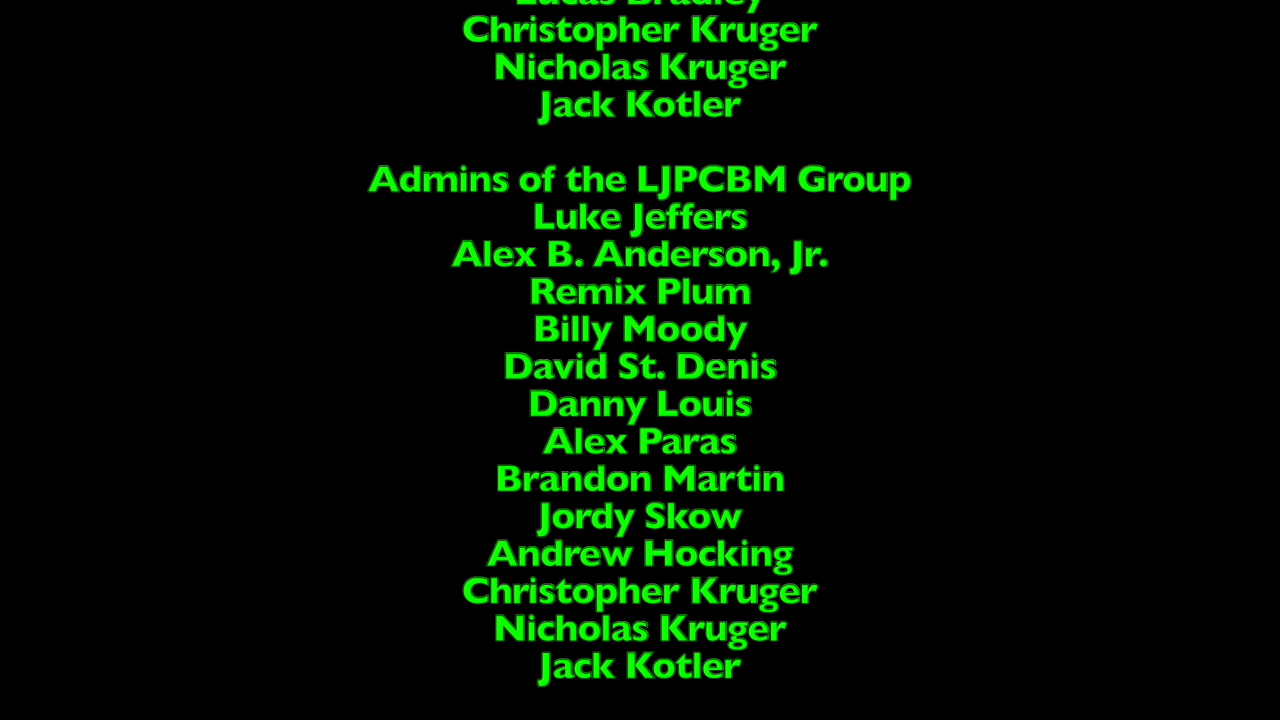 Lucas Bradley
Christopher Kruger
Nicholas Kruger
Jack Kotler
Admins of the LJPCBM Group
Luke Jeffers
Alex B. Anderson, Jr.
Remix Plum
Billy Moody
David St. Denis
Danny Louis
Alex Paras
Brandon Martin
Jordy Skow
Andrew Hocking
Christopher Kruger
Nicholas Kruger
Jack Kotler